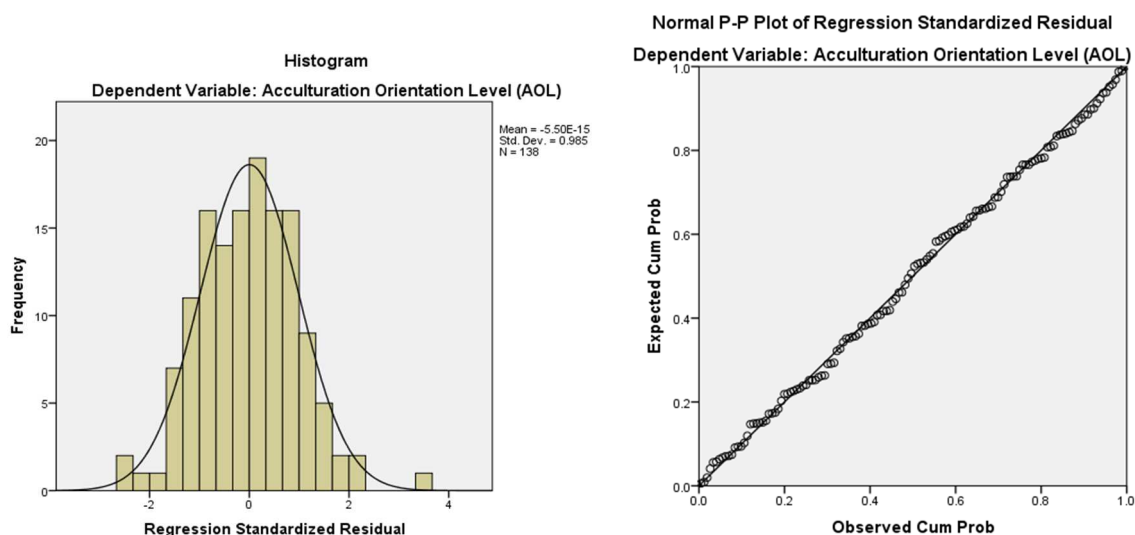 Histogram
Dependent Variable: Acculturation Orientation Level (AOL)
Mean = -5.50E-15
Std. Dev. = 0.985
N = 138
Frequency
20
15
10
5
0
-2
0
2
4
Regression Standardized Residual
Normal P-P Plot of Regression Standardized Residual
Dependent Variable: Acculturation Orientation Level (AOL)
Expected Cum Prob
1.0
0.8
0.6
0.4
0.2
0.0
0.0
0.2
0.4
0.6
0.8
1.0
Observed Cum Prob